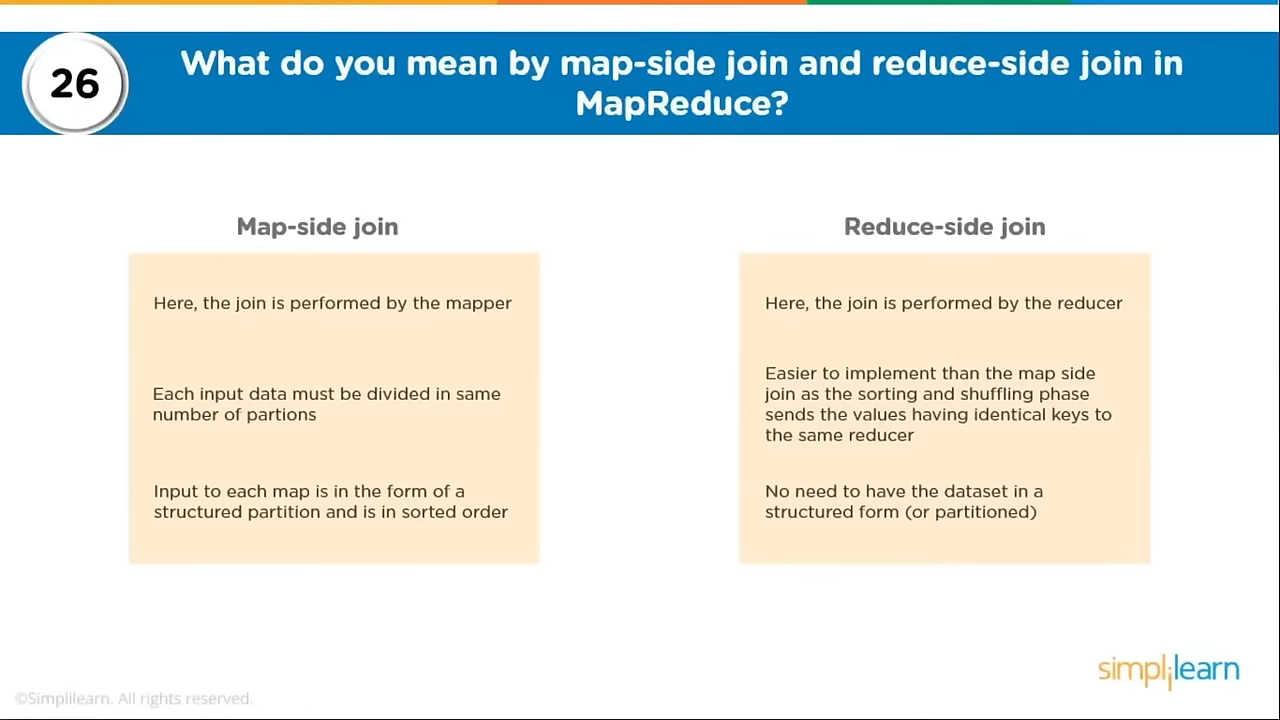 26
What do you mean by map-side join and reduce-side join in
MapReduce?
Map-side join
Here, the join is performed by the mapper
Each input data must be divided in same
number of partions
Input to each map is in the form of a
structured partition and is in sorted order
Reduce-side join
Here, the join is performed by the reducer
Easier to implement than the map side
join as the sorting and shuffling phase
sends the values having identical keys to
the same reducer
No need to have the dataset in a
structured form (or partitioned)
simplilearn
©Simplilearn. All rights reserved.